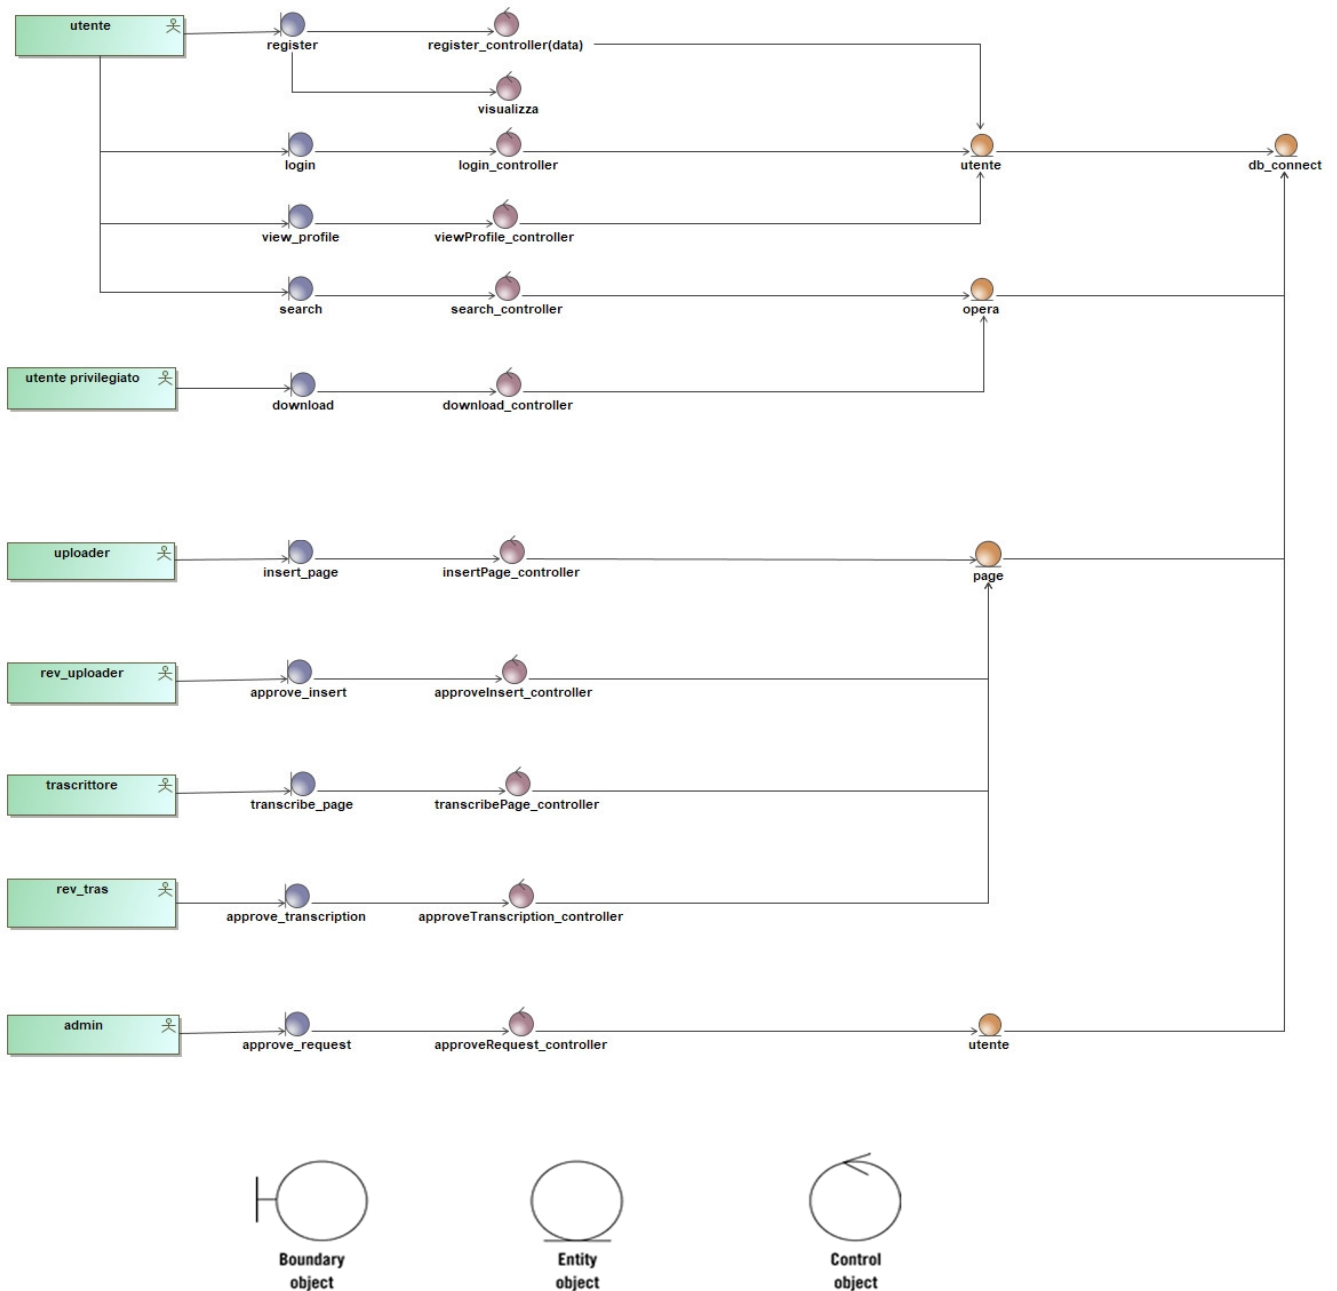 utente
register
register_controller(data)
visualizza
login
login_controller
utente
db_connect
view_profile
viewProfile_controller
search
search_controller
opera
utente privilegiato
download
download_controller
uploader
insert_page
insertPage_controller
page
rev_uploader
approve_insert
approveInsert_controller
trascrittore
transcribe_page
transcribePage_controller
rev_tras
approve_transcription
approveTranscription_controller
admin
approve_request
approveRequest_controller
utente
Boundary
object
Entity
object
Control
object